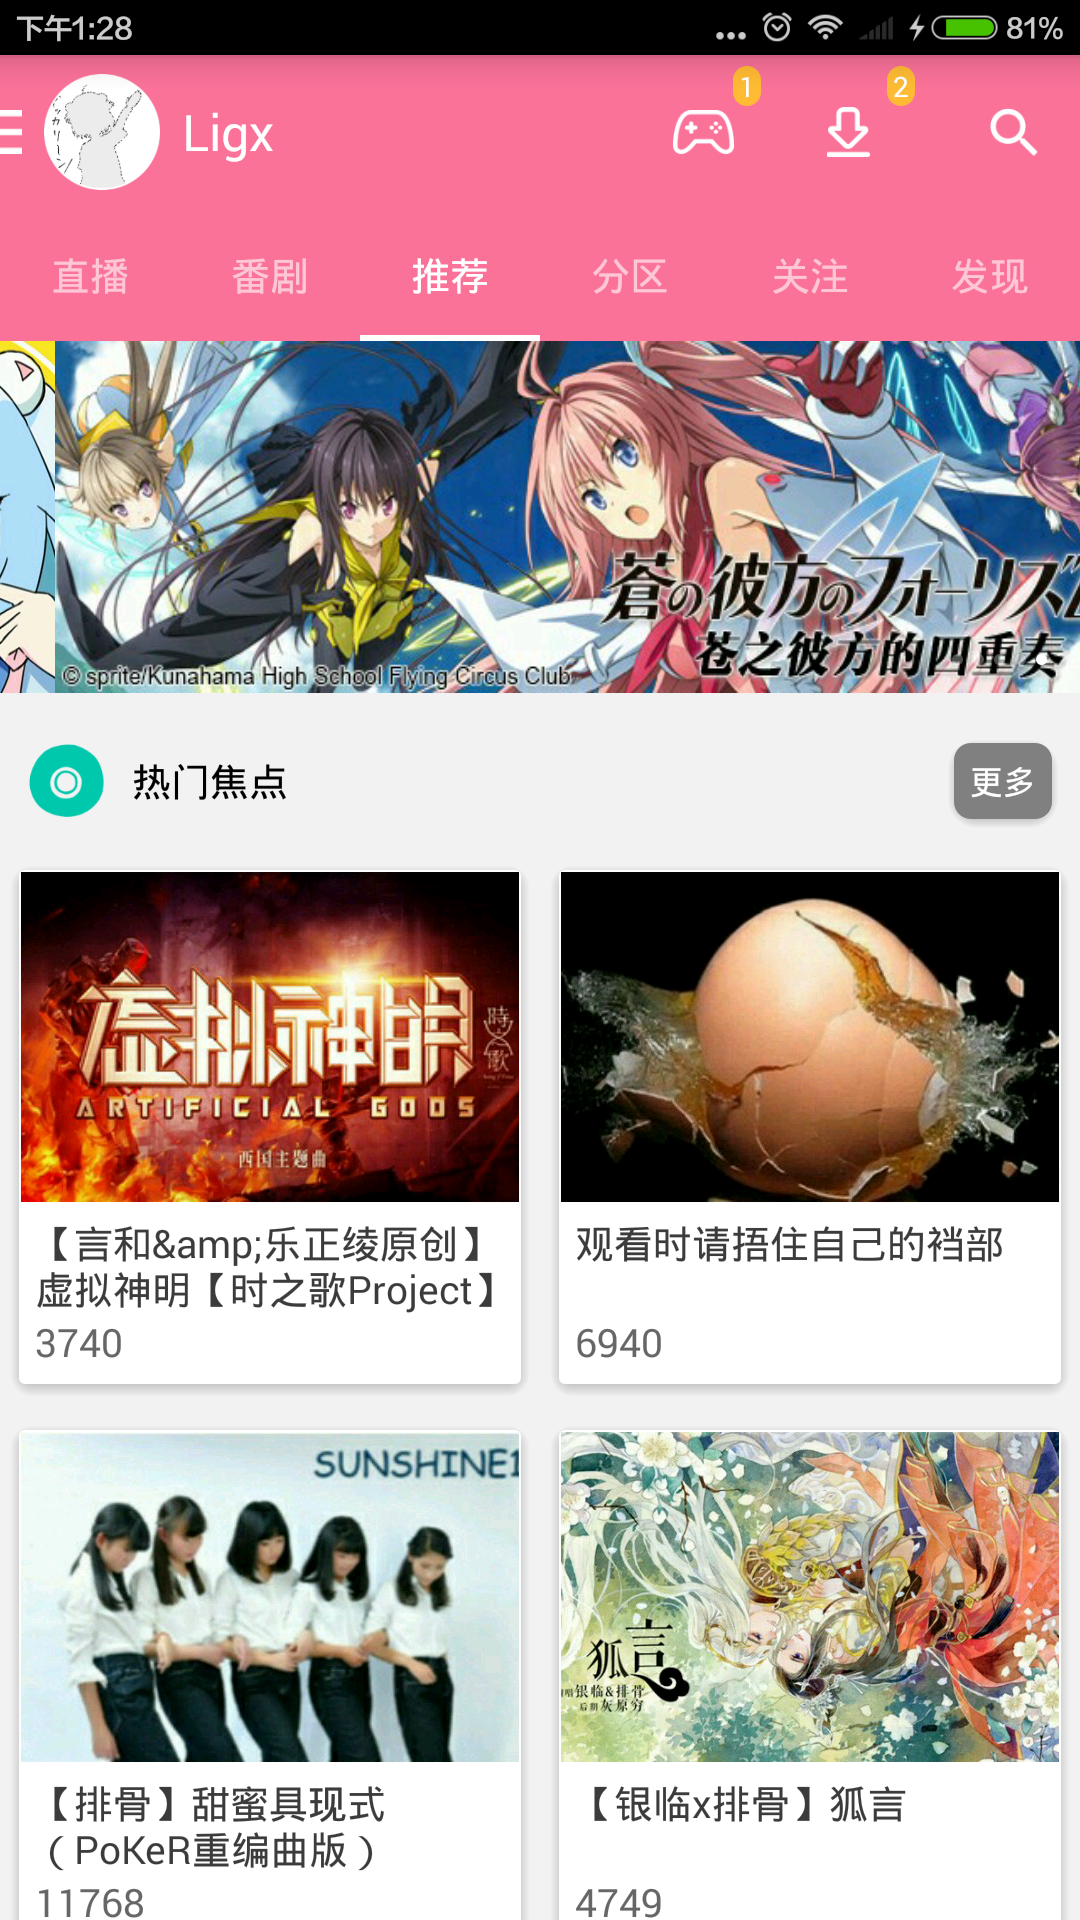 下午1:28
81%
1
2
Ligx
直播
番剧
推荐
分区
关注
发现
蒼の彼方のフォーリズム
苍之彼方的四重奏
© sprite/Kunahama High School Flying Circus Club
热门焦点
更多
虚拟神明
時之歌
ARTIFICIAL GODS
西国主题曲
【言和&amp;乐正绫原创】
虚拟神明【时之歌Project】
3740
观看时请捂住自己的裆部
6940
SUNSHINE
狐言
银临&排骨
后期灰原穷
【排骨】甜蜜具现式
（PoKeR重编曲版）
11768
【银临x排骨】狐言
4749